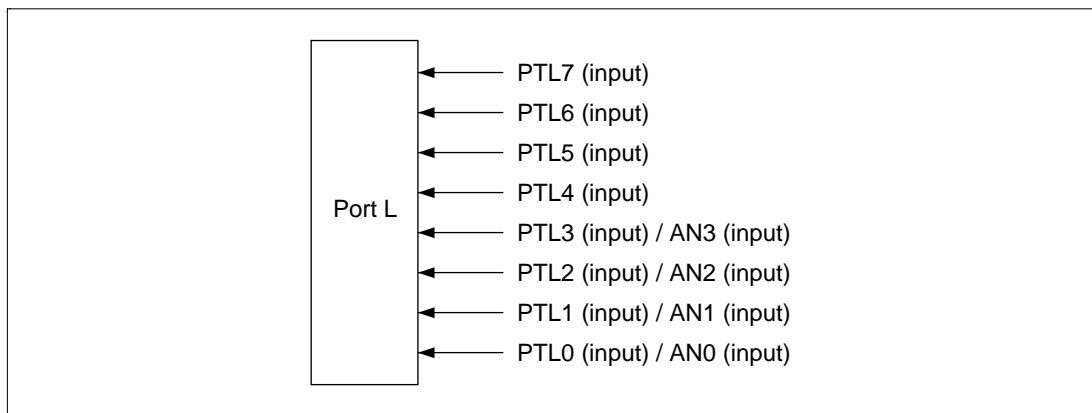 PTL7 (input)
PTL6 (input)
PTL5 (input)
PTL4 (input)
Port L
PTL3 (input) / AN3 (input)
PTL2 (input) / AN2 (input)
PTL1 (input) / AN1 (input)
PTL0 (input) / AN0 (input)